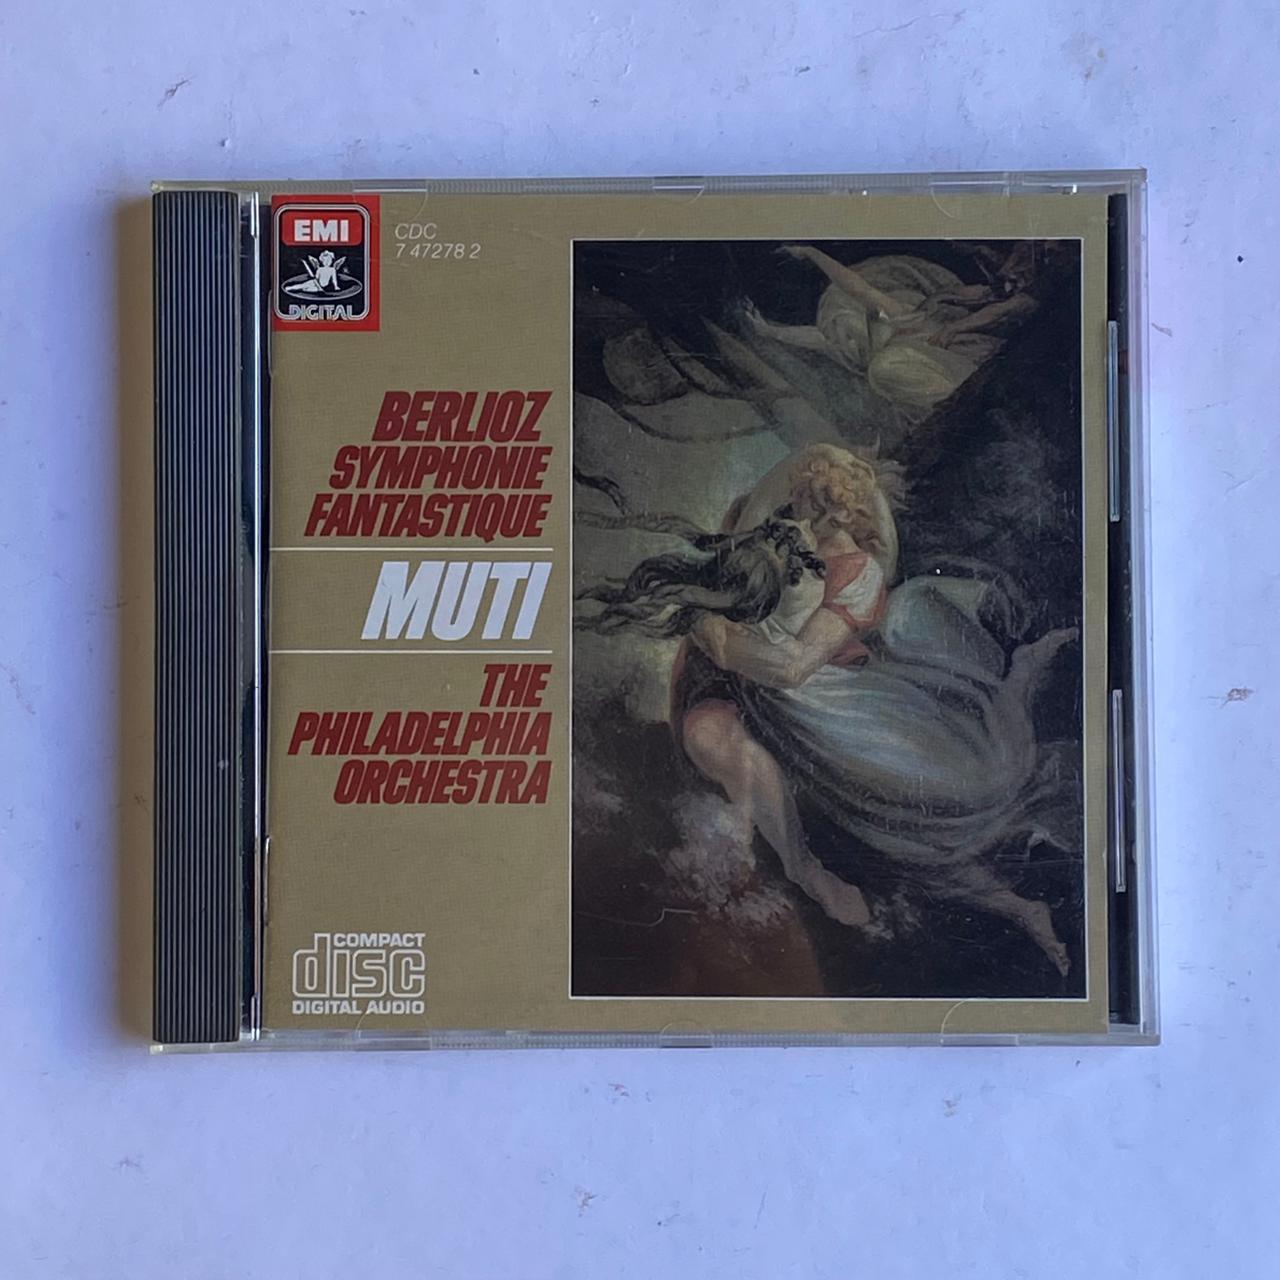 EMI
DIGITAL
CDC
7 47278 2
BERLIOZ
SYMPHONIE
FANTASTIQUE
MUTI
THE
PHILADELPHIA
ORCHESTRA
COMPACT
disc
DIGITAL AUDIO